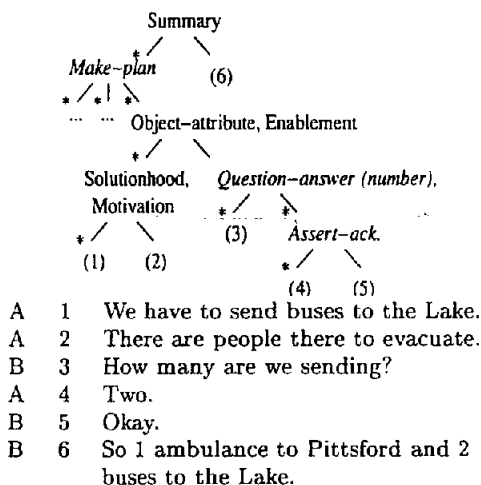 Summary
*
Make-plan
(6)
* * *
... ...
Object-attribute, Enablement
*
Solutionhood,
Motivation
Question-answer (number),
* *
*
(1) (2)
(3)
Assert-ack.
*
(4) (5)
A 1 We have to send buses to the Lake.
A 2 There are people there to evacuate.
B 3 How many are we sending?
A 4 Two.
B 5 Okay.
B 6 So 1 ambulance to Pittsford and 2
buses to the Lake.